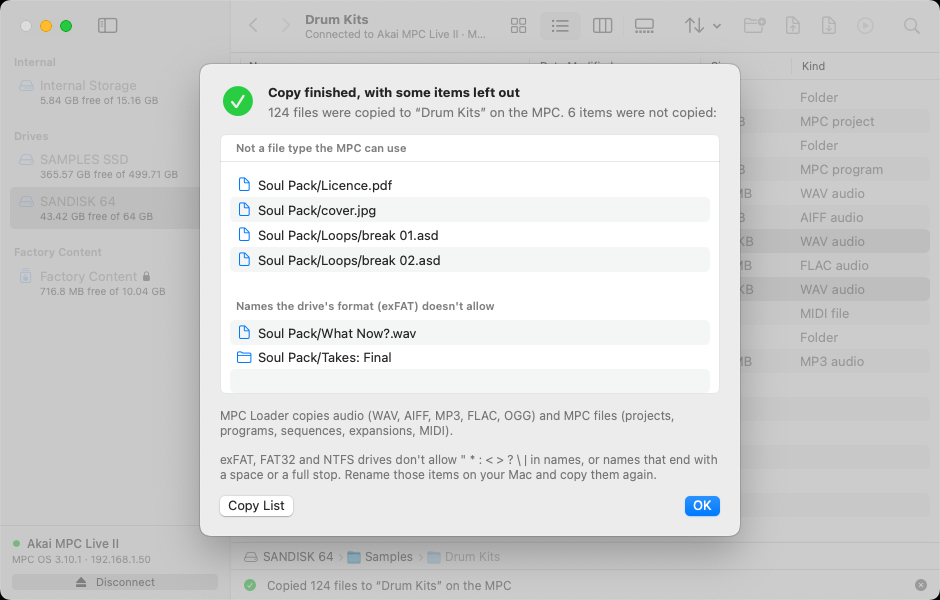 Drum Kits
Connected to Akai MPC Live II · M…
Internal
Internal Storage
5.84 GB free of 15.16 GB
Drives
SAMPLES SSD
365.57 GB free of 499.71 GB
SANDISK 64
43.42 GB free of 64 GB
Factory Content
Factory Content
716.8 MB free of 10.04 GB
Akai MPC Live II
MPC OS 3.10.1 · 192.168.1.50
Disconnect
Kind
Folder
MPC project
Folder
MPC program
WAV audio
AIFF audio
WAV audio
FLAC audio
WAV audio
MIDI file
Folder
MP3 audio
Copy finished, with some items left out
124 files were copied to “Drum Kits” on the MPC. 6 items were not copied:
Not a file type the MPC can use
Soul Pack/Licence.pdf
Soul Pack/cover.jpg
Soul Pack/Loops/break 01.asd
Soul Pack/Loops/break 02.asd
Names the drive's format (exFAT) doesn't allow
Soul Pack/What Now?.wav
Soul Pack/Takes: Final
MPC Loader copies audio (WAV, AIFF, MP3, FLAC, OGG) and MPC files (projects,
programs, sequences, expansions, MIDI).
exFAT, FAT32 and NTFS drives don't allow " * : < > ? \ | in names, or names that end with
a space or a full stop. Rename those items on your Mac and copy them again.
Copy List
OK
SANDISK 64 › Samples › Drum Kits
Copied 124 files to “Drum Kits” on the MPC